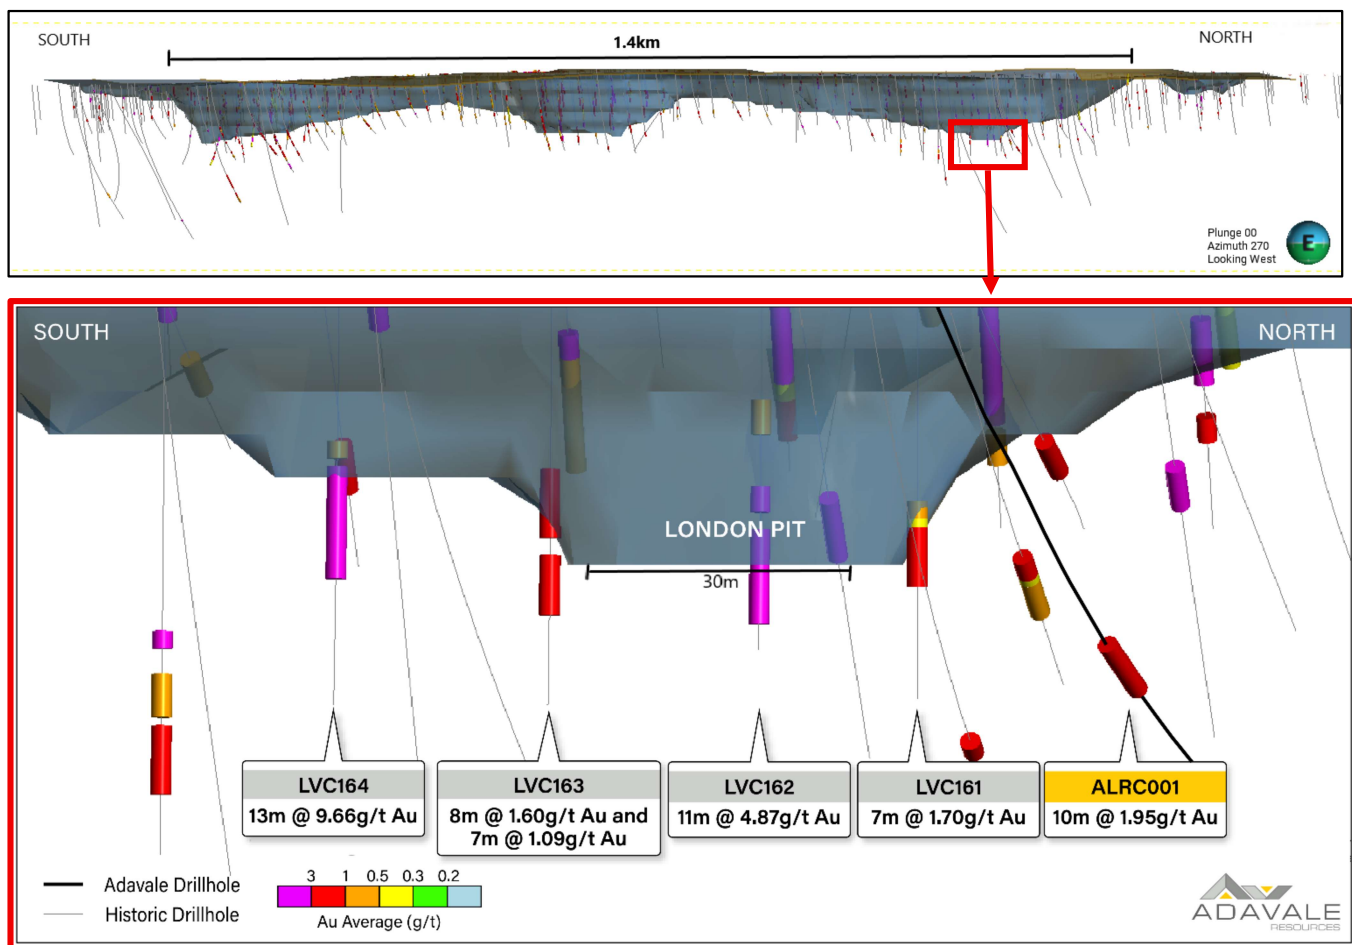 SOUTH
1.4km
NORTH
Plunge 00
Azimuth 270
Looking West
E
SOUTH
NORTH
LONDON PIT
30m
LVC164
13m @ 9.66g/t Au
LVC163
8m @ 1.60g/t Au and
7m @ 1.09g/t Au
LVC162
11m @ 4.87g/t Au
LVC161
7m @ 1.70g/t Au
ALRC001
10m @ 1.95g/t Au
Adavale Drillhole
Historic Drillhole
3 1 0.5 0.3 0.2
Au Average (g/t)
ADAVALE
RESOURCES